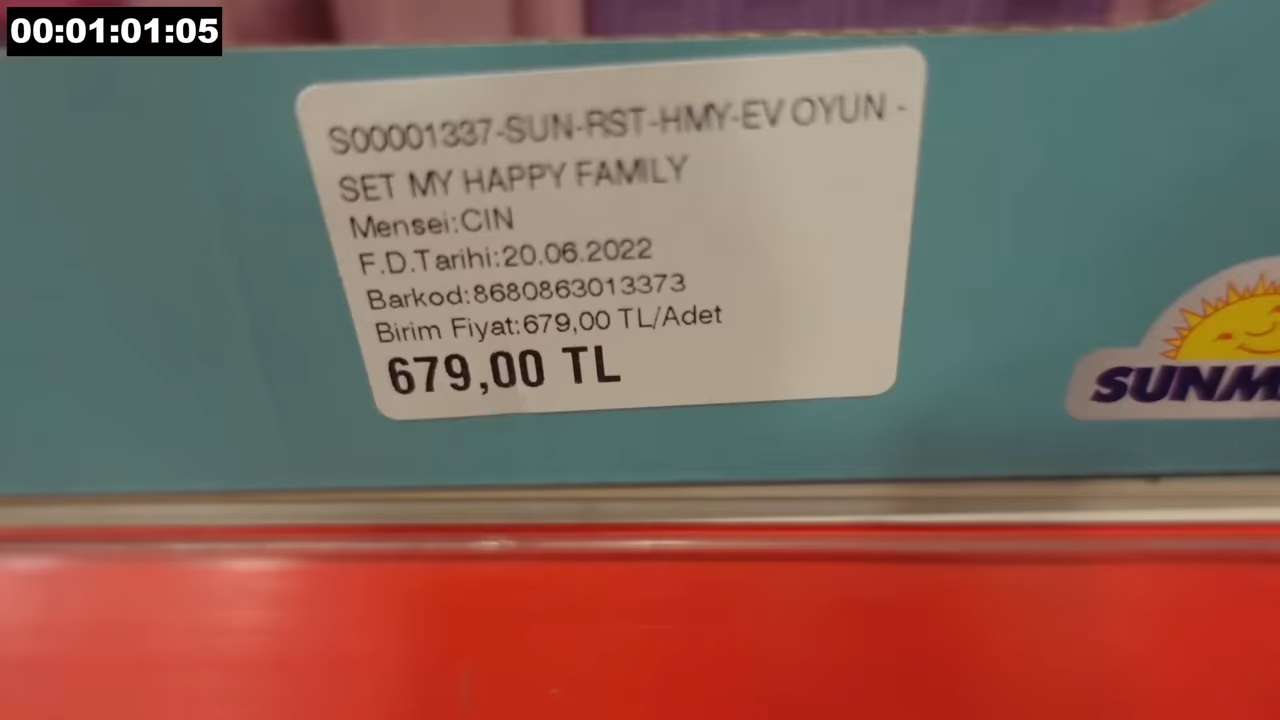 00:01:01:05
S00001337-SUN-RST-HMY-EV OYUN -
SET MY HAPPY FAMILY
Mensei:CIN
F.D.Tarihi:20.06.2022
Barkod:8680863013373
Birim Fiyat:679,00 TL/Adet
679,00 TL